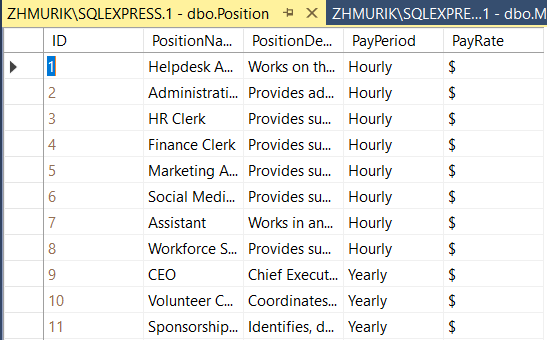 ZHMURIK\SQLEXPRESS.1 - dbo.Position ZHMURIK\SQLEXPRE...1 - dbo.M
ID PositionNa... PositionDe... PayPeriod PayRate
1 Helpdesk A... Works on th... Hourly $
2 Administrati... Provides ad... Hourly $
3 HR Clerk Provides su... Hourly $
4 Finance Clerk Provides su... Hourly $
5 Marketing A... Provides su... Hourly $
6 Social Medi... Provides su... Hourly $
7 Assistant Works in an... Hourly $
8 Workforce S... Provides su... Hourly $
9 CEO Chief Execut... Yearly $
10 Volunteer C... Coordinates... Yearly $
11 Sponsorship... Identifies, d... Yearly $